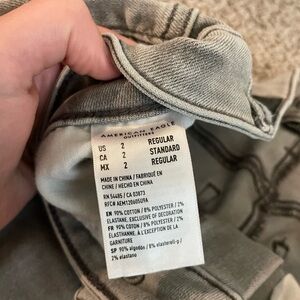 AMERICAN EAGLE
OUTFITTERS
US 2 REGULAR
CA 2 STANDARD
MX 2 REGULAR
MADE IN CHINA / FABRIQUÉ EN
CHINE / HECHO EN CHINA
RN 54485 / CA 03873
EN 90% COTTON / 8% POLYESTER / 2%
ELASTANE, EXCLUSIVE OF DECORATION
FR 90% COTON / 8% POLYESTER / 2%
ÉLASTHANNE, À L'EXCEPTION DE LA
GARNITURE
SP 90% algodón / 8% / 
2% elastano